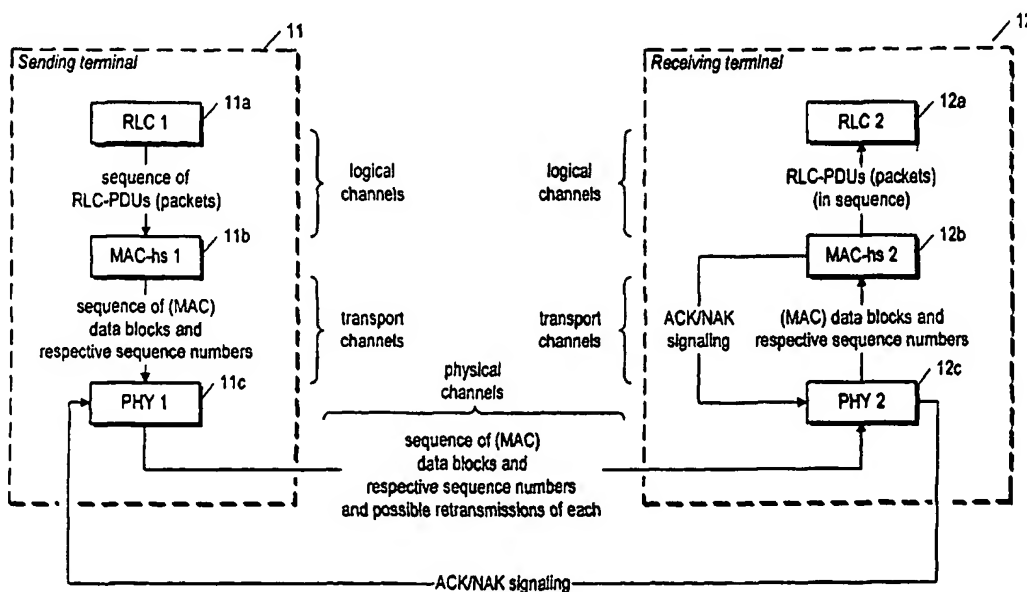 11
Sending terminal
RLC 1
11a
sequence of
RLC-PDUs (packets)
MAC-hs 1
11b
sequence of (MAC)
data blocks and
respective sequence numbers
PHY 1
11c
logical
channels
transport
channels
physical
channels
sequence of (MAC)
data blocks and
respective sequence numbers
and possible retransmissions of each
logical
channels
transport
channels
12
Receiving terminal
RLC 2
12a
RLC-PDUs (packets)
(in sequence)
MAC-hs 2
12b
ACK/NAK
signaling
(MAC) data blocks and
respective sequence numbers
PHY 2
12c
ACK/NAK signaling